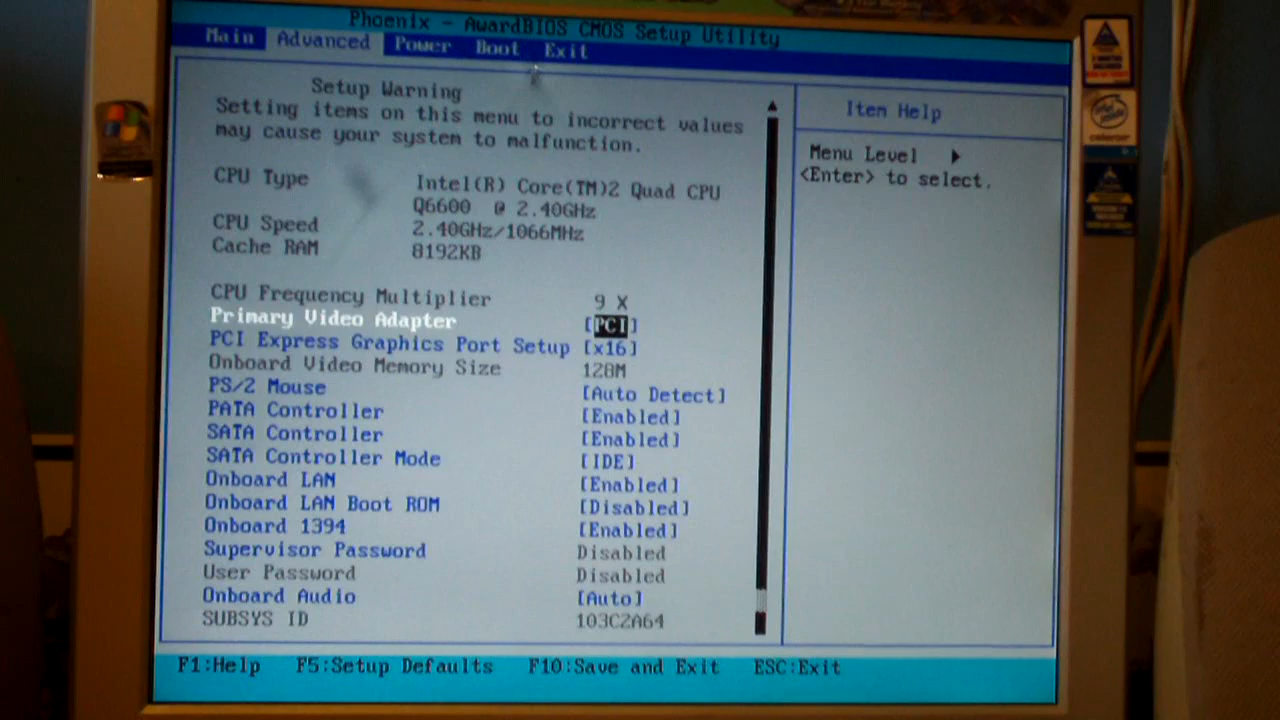 Phoenix - AwardBIOS CMOS Setup Utility
Main Advanced Power Boot Exit
Setup Warning
Setting items on this menu to incorrect values
may cause your system to malfunction.
CPU Type Intel(R) Core(TM)2 Quad CPU
Q6600 @ 2.40GHz
CPU Speed 2.40GHz/1066MHz
Cache RAM 8192KB
CPU Frequency Multiplier 9 X
Primary Video Adapter [PCI]
PCI Express Graphics Port Setup [x16]
Onboard Video Memory Size 128M
PS/2 Mouse [Auto Detect]
PATA Controller [Enabled]
SATA Controller [Enabled]
SATA Controller Mode [IDE]
Onboard LAN [Enabled]
Onboard LAN Boot ROM [Disabled]
Onboard 1394 [Enabled]
Supervisor Password Disabled
User Password Disabled
Onboard Audio [Auto]
SUBSYS ID 103C2A64
Item Help
Menu Level
<Enter> to select.
F1:Help F5:Setup Defaults F10:Save and Exit ESC:Exit
intel
celeron